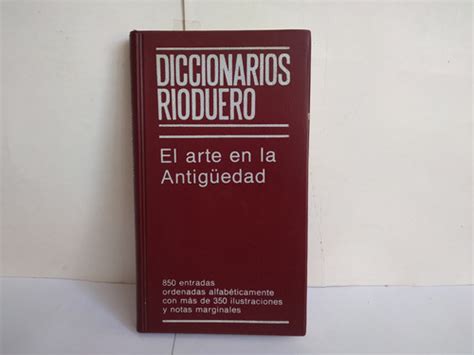 DICCIONARIOS
RIODUERO
El arte en la
Antigüedad
850 entradas
ordenadas alfabéticamente
con más de 350 ilustraciones
y notas marginales